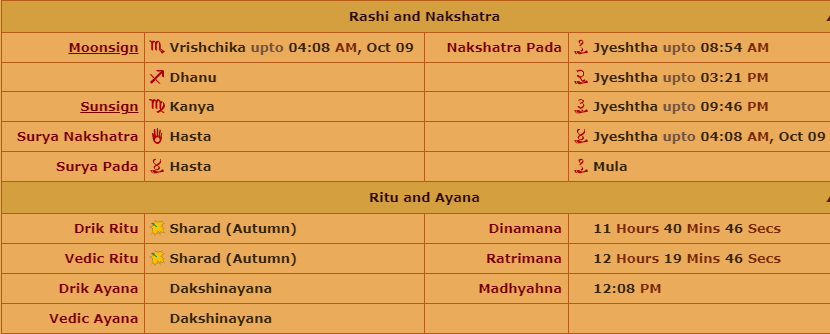 Rashi and Nakshatra
Moonsign Vrishchika upto 04:08 AM, Oct 09 Nakshatra Pada Jyeshtha upto 08:54 AM
Dhanu Jyeshtha upto 03:21 PM
Sunsign Kanya Jyeshtha upto 09:46 PM
Surya Nakshatra Hasta Jyeshtha upto 04:08 AM, Oct 09
Surya Pada Hasta Mula
Ritu and Ayana
Drik Ritu Sharad (Autumn) Dinamana 11 Hours 40 Mins 46 Secs
Vedic Ritu Sharad (Autumn) Ratrimana 12 Hours 19 Mins 46 Secs
Drik Ayana Dakshinayana Madhyahna 12:08 PM
Vedic Ayana Dakshinayana